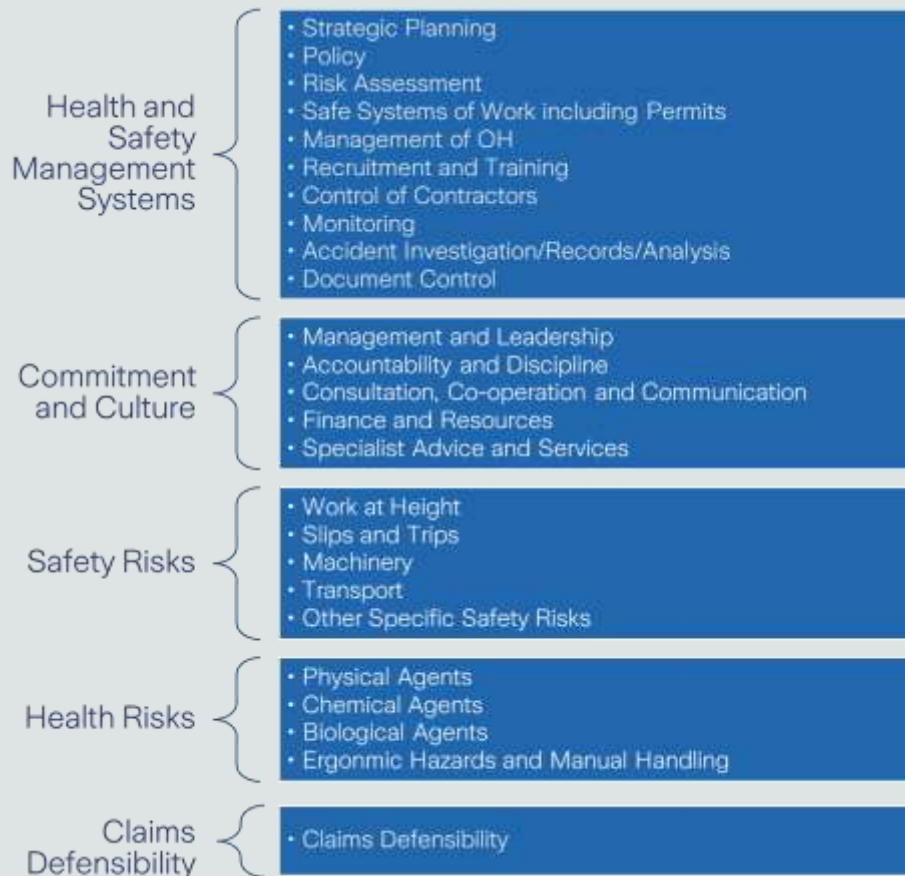 Health and
Safety
Management
Systems
• Strategic Planning
• Policy
• Risk Assessment
• Safe Systems of Work including Permits
• Management of OH
• Recruitment and Training
• Control of Contractors
• Monitoring
• Accident Investigation/Records/Analysis
• Document Control
Commitment
and Culture
• Management and Leadership
• Accountability and Discipline
• Consultation, Co-operation and Communication
• Finance and Resources
• Specialist Advice and Services
Safety Risks
• Work at Height
• Slips and Trips
• Machinery
• Transport
• Other Specific Safety Risks
Health Risks
• Physical Agents
• Chemical Agents
• Biological Agents
• Ergonmic Hazards and Manual Handling
Claims
Defensibility
• Claims Defensibility